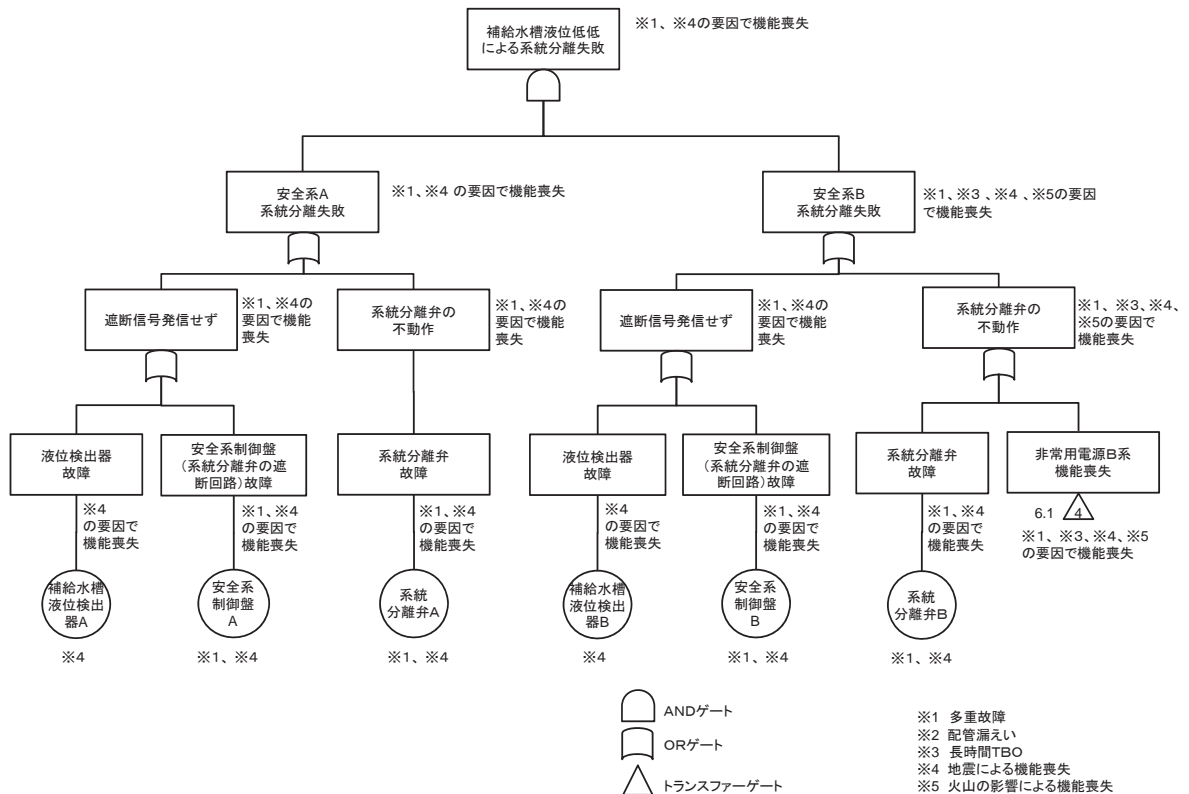 補給水槽液位低低
による系統分離失敗
※1、※4の要因で機能喪失
安全系A
系統分離失敗
※1、※4 の要因で機能喪失
安全系B
系統分離失敗
※1、※3 、※4 、※5の要因
で機能喪失
遮断信号発信せず
※1、※4の
要因で機能
喪失
系統分離弁の
不動作
※1、※4の
要因で機能
喪失
遮断信号発信せず
※1、※4の
要因で機能
喪失
系統分離弁の
不動作
※1、※3、※4、
※5の要因で
機能喪失
液位検出器
故障
※4
の要因で
機能喪失
安全系制御盤
(系統分離弁の遮
断回路)故障
※1、※4
の要因で
機能喪失
系統分離弁
故障
※1、※4
の要因で
機能喪失
液位検出器
故障
※4
の要因で
機能喪失
安全系制御盤
(系統分離弁の遮
断回路)故障
※1、※4
の要因で
機能喪失
系統分離弁
故障
※1、※4
の要因で
機能喪失
非常用電源B系
機能喪失
6.1 4
※1、※3、※4、※5
の要因で機能喪失
補給水槽
液位検出
器A
※4
安全系
制御盤
A
※1、※4
系統
分離弁A
※1、※4
補給水槽
液位検出
器B
※4
安全系
制御盤
B
※1、※4
系統
分離弁B
※1、※4
ANDゲート
ORゲート
トランスファーゲート
※1 多重故障
※2 配管漏えい
※3 長時間TBO
※4 地震による機能喪失
※5 火山の影響による機能喪失